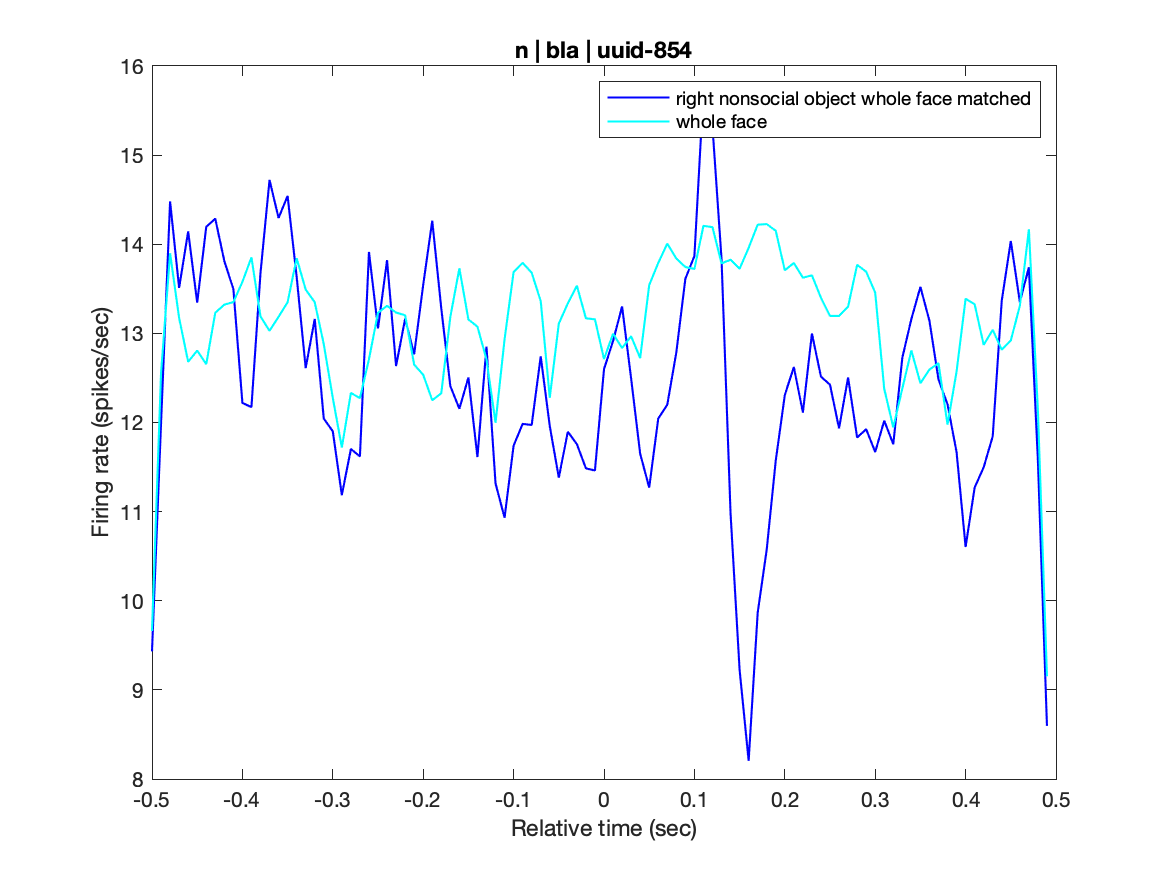 n | bla | uuid-854
16
15
14
13
12
11
10
9
8
Firing rate (spikes/sec)
right nonsocial object whole face matched
whole face
-0.5 -0.4 -0.3 -0.2 -0.1 0 0.1 0.2 0.3 0.4 0.5
Relative time (sec)